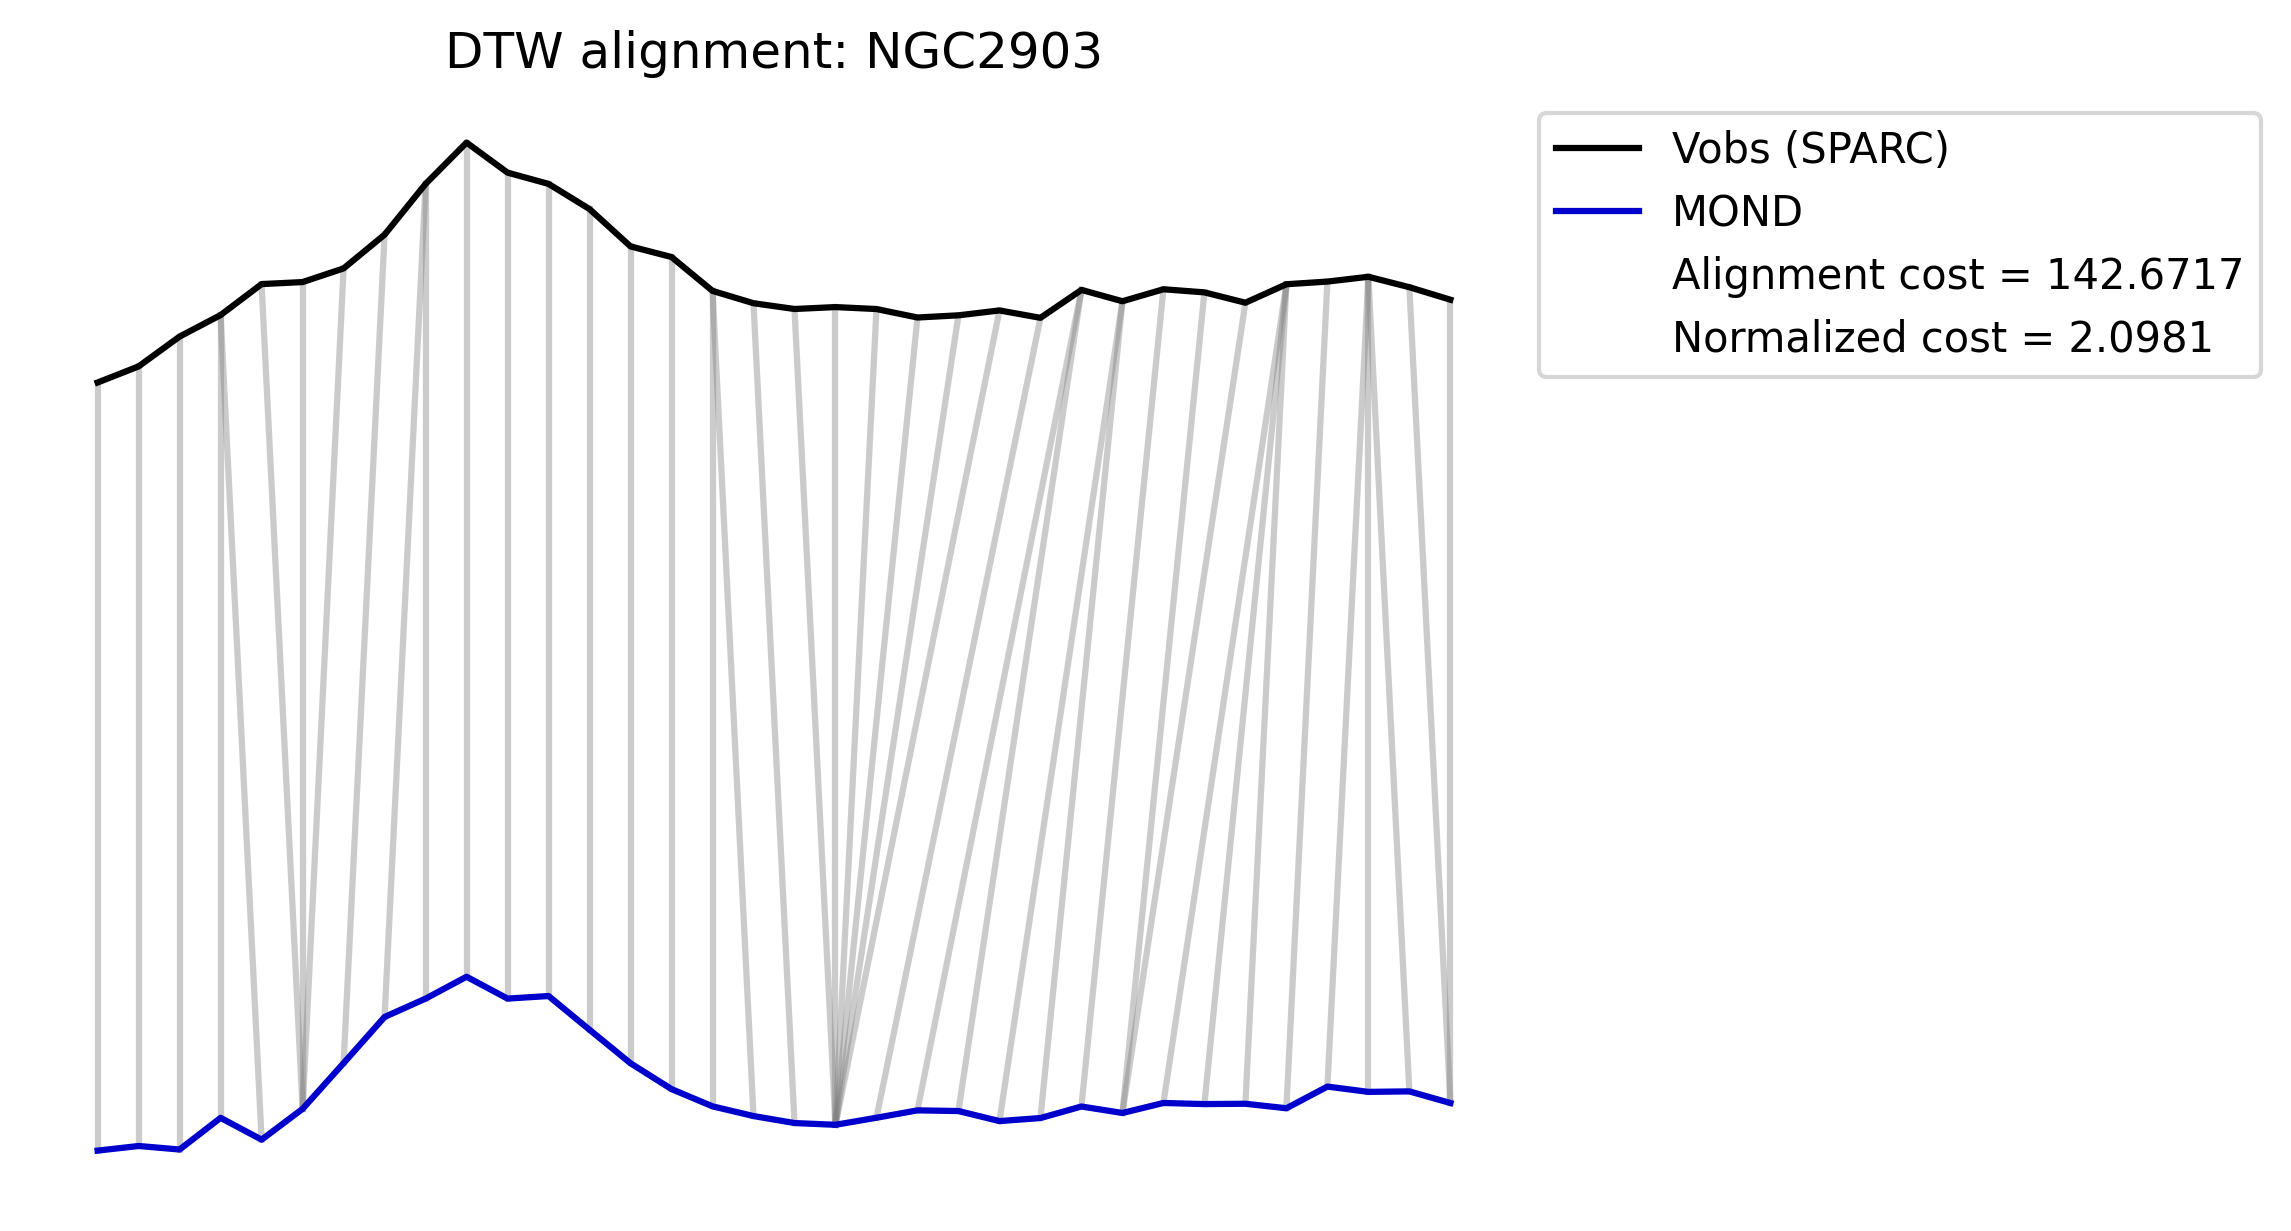 DTW alignment: NGC2903
Vobs (SPARC)
MOND
Alignment cost = 142.6717
Normalized cost = 2.0981